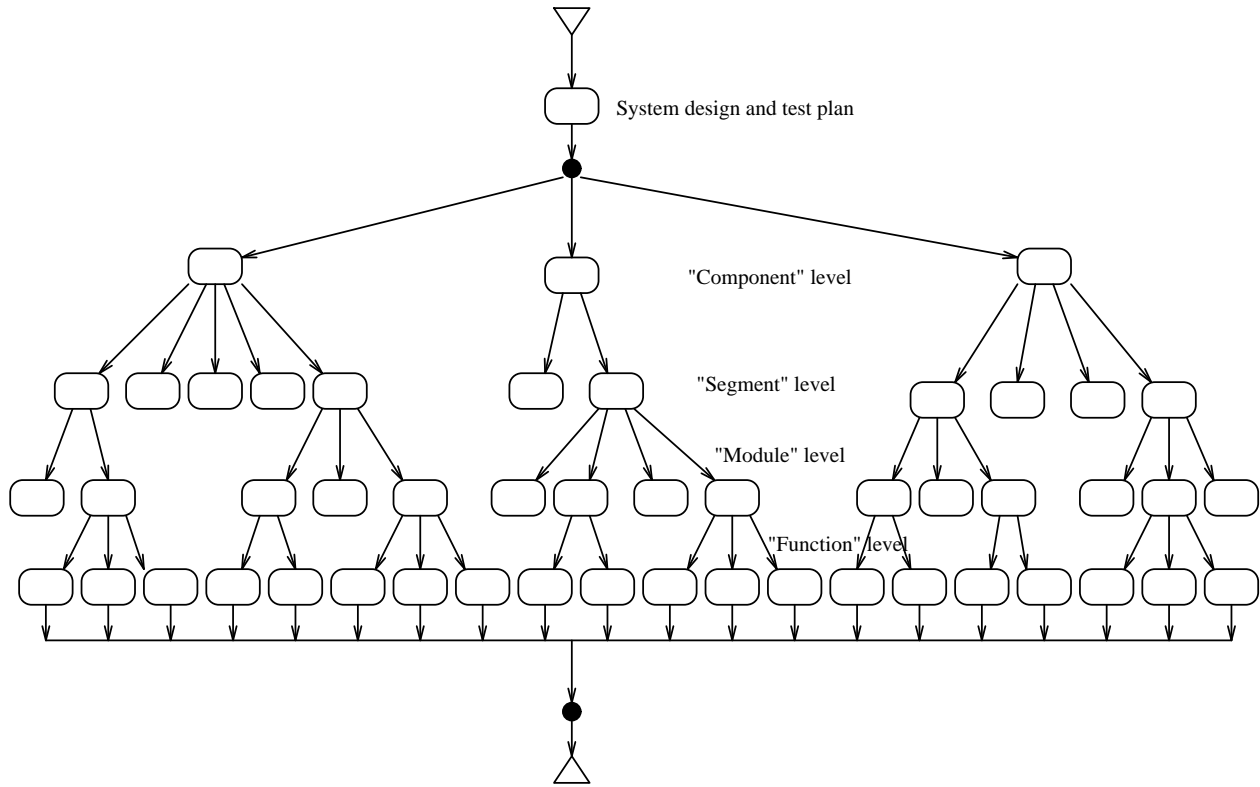 System design and test plan
"Component" level
"Segment" level
"Module" level
"Function" level